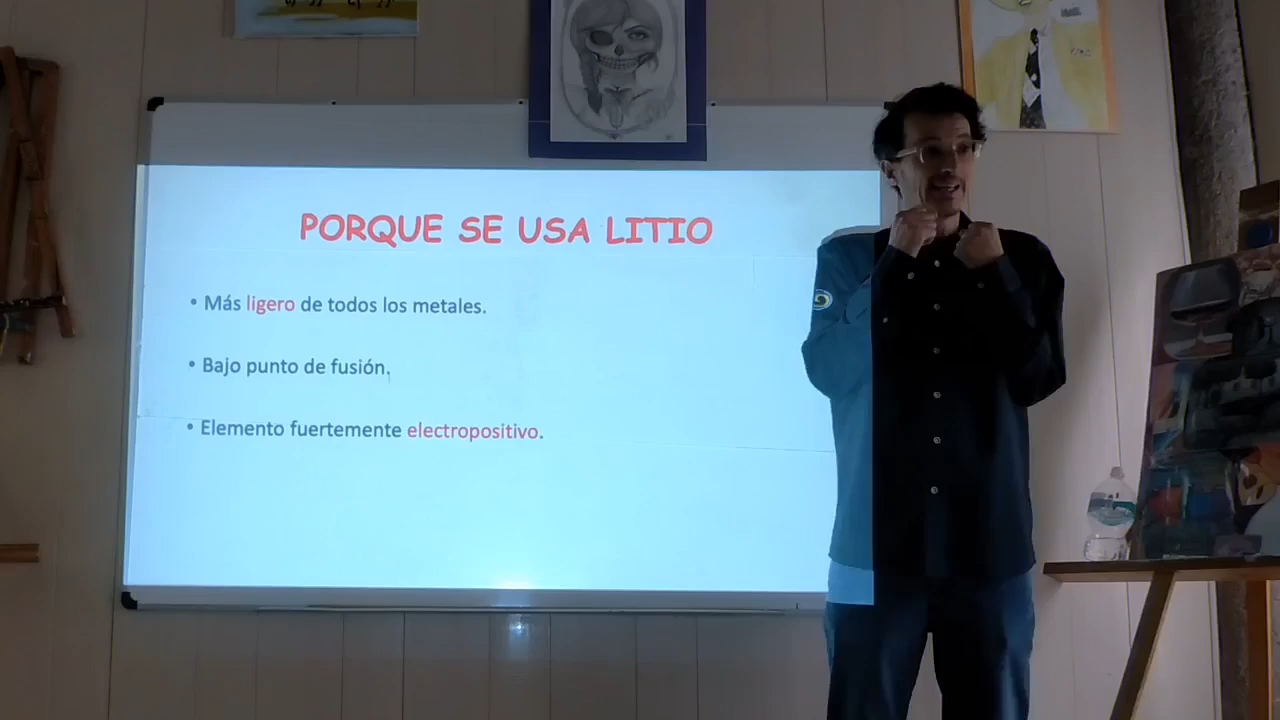 PORQUE SE USA LITIO
• Más ligero de todos los metales.
• Bajo punto de fusión.
• Elemento fuertemente electropositivo.